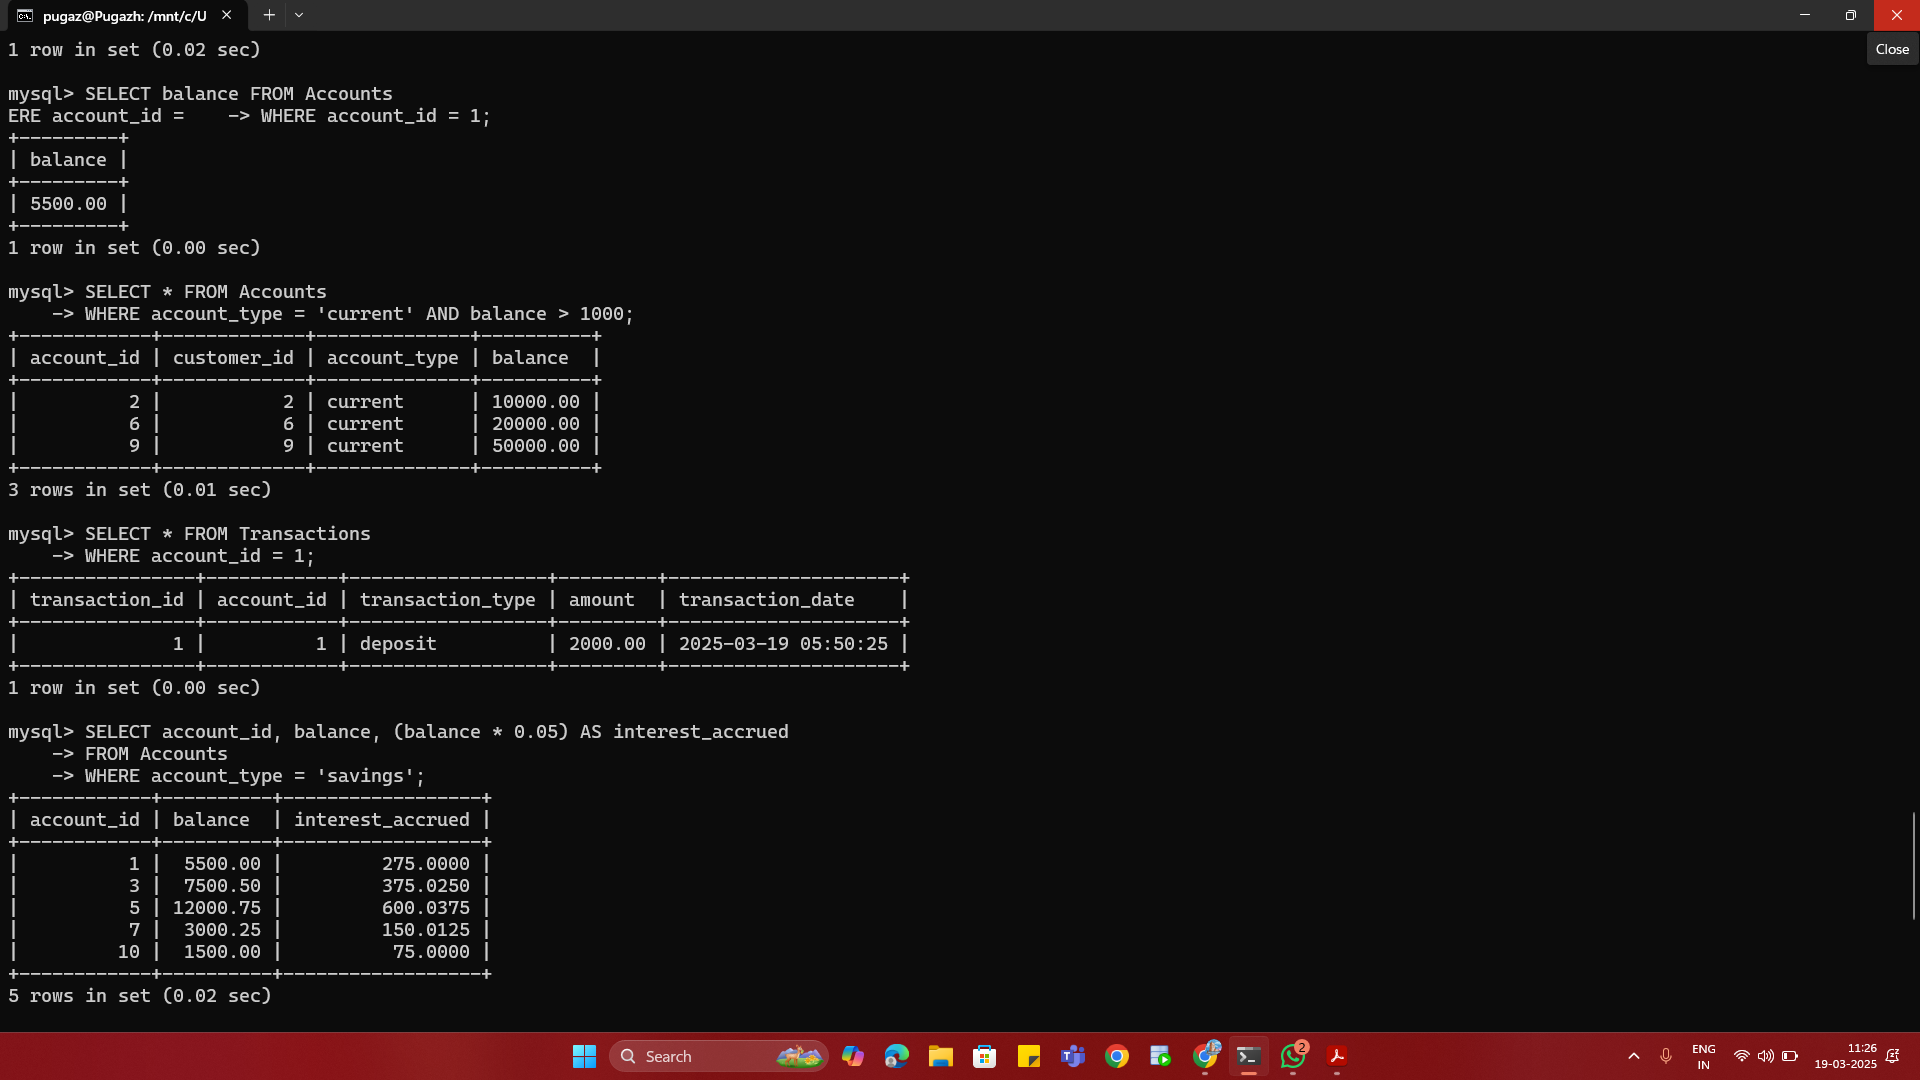 pugaz@Pugazh: /mnt/c/U
Close
1 row in set (0.02 sec)
mysql> SELECT balance FROM Accounts
ERE account_id =    -> WHERE account_id = 1;
+---------+
| balance |
+---------+
| 5500.00 |
+---------+
1 row in set (0.00 sec)
mysql> SELECT * FROM Accounts
    -> WHERE account_type = 'current' AND balance > 1000;
+------------+-------------+--------------+----------+
| account_id | customer_id | account_type | balance  |
+------------+-------------+--------------+----------+
|          2 |           2 | current      | 10000.00 |
|          6 |           6 | current      | 20000.00 |
|          9 |           9 | current      | 50000.00 |
+------------+-------------+--------------+----------+
3 rows in set (0.01 sec)
mysql> SELECT * FROM Transactions
    -> WHERE account_id = 1;
+----------------+------------+------------------+---------+---------------------+
| transaction_id | account_id | transaction_type | amount  | transaction_date    |
+----------------+------------+------------------+---------+---------------------+
|              1 |          1 | deposit          | 2000.00 | 2025-03-19 05:50:25 |
+----------------+------------+------------------+---------+---------------------+
1 row in set (0.00 sec)
mysql> SELECT account_id, balance, (balance * 0.05) AS interest_accrued
    -> FROM Accounts
    -> WHERE account_type = 'savings';
+------------+----------+------------------+
| account_id | balance  | interest_accrued |
+------------+----------+------------------+
|          1 |  5500.00 |         275.0000 |
|          3 |  7500.50 |         375.0250 |
|          5 | 12000.75 |         600.0375 |
|          7 |  3000.25 |         150.0125 |
|         10 |  1500.00 |          75.0000 |
+------------+----------+------------------+
5 rows in set (0.02 sec)
Search
2
ENG
IN
11:26
19-03-2025